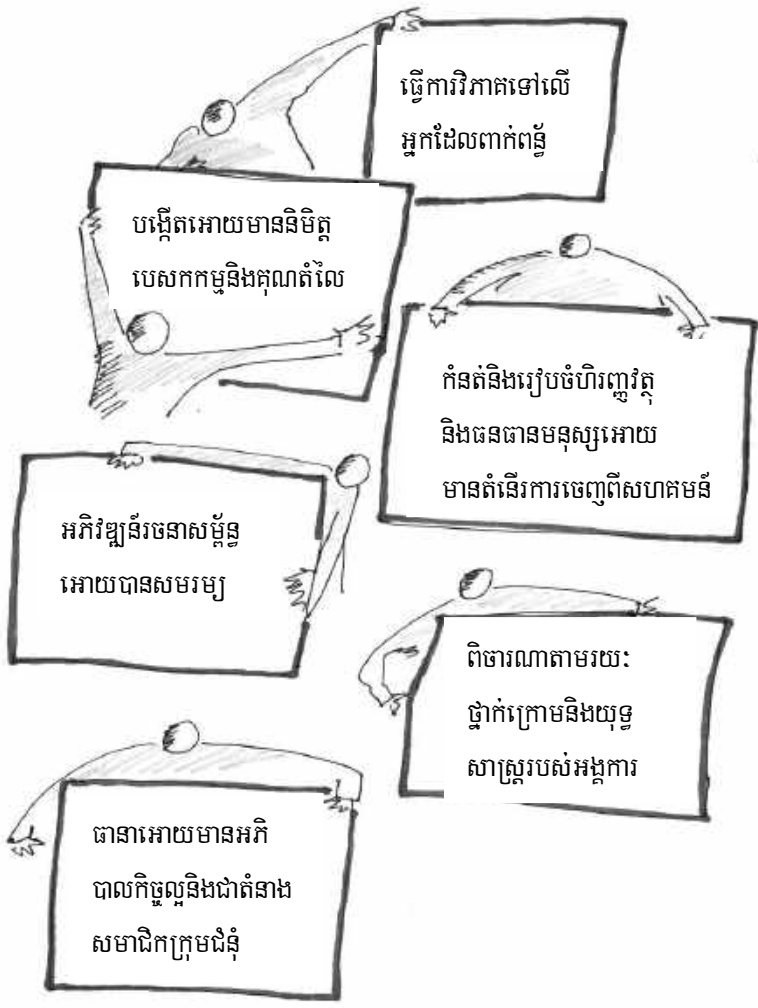 ធ្វើការវិភាគទៅលើ
អ្នកដែលពាក់ពន្ធ័
បង្កើតអោយមាននិមិត្ត
បេសកកម្មនិងគុណតំលៃ
កំនត់និងរៀបចំហិរញ្ញវត្ថុ
និងធនធានមនុស្សអោយ
មានតំនើរការចេញពីសហគមន៍
អភិវឌ្ឍន៍រចនាសម្ព័ន្ធ
អោយបានសមរម្យ
ពិចារណាតាមរយៈ
ថ្នាក់ក្រោមនិងយុទ្ធ
សាស្ត្ររបស់អង្គការ
ធានាអោយមានអភិ
បាលកិច្ចល្អនិងជាតំនាង
សមាជិកក្រុមជំនុំ